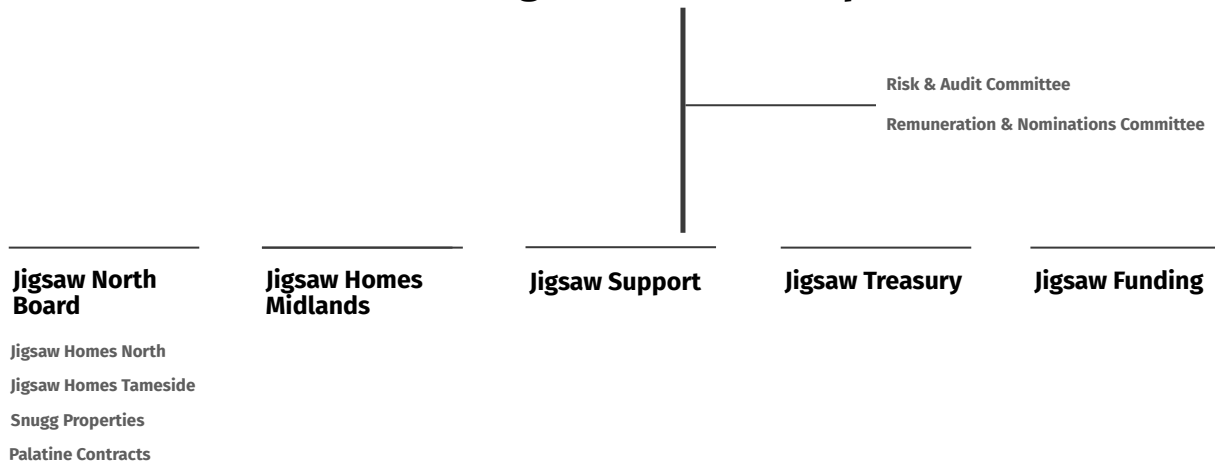 Risk & Audit Committee
Remuneration & Nominations Committee
Jigsaw North
Board
Jigsaw Homes
Midlands
Jigsaw Support
Jigsaw Treasury
Jigsaw Funding
Jigsaw Homes North
Jigsaw Homes Tameside
Snugg Properties
Palatine Contracts